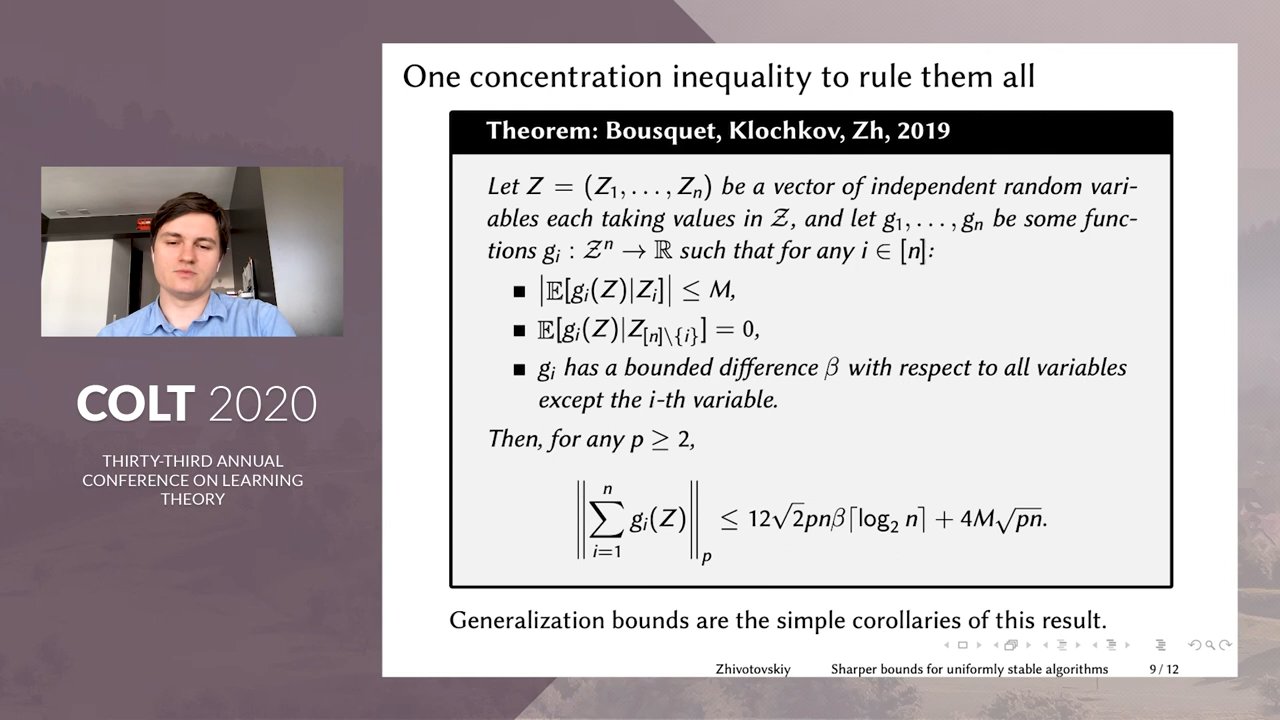 One concentration inequality to rule them all
Theorem: Bousquet, Klochkov, Zh, 2019
Let Z = (Z₁, . . . , Zₙ) be a vector of independent random vari-
ables each taking values in 𝒵, and let g₁, . . . , gₙ be some func-
tions gᵢ : 𝒵ⁿ → ℝ such that for any i ∈ [n]:
■ |𝔼[gᵢ(Z)|Zᵢ]| ≤ M,
■ 𝔼[gᵢ(Z)|Z_{[n]\{i}}] = 0,
■ gᵢ has a bounded difference β with respect to all variables
except the i-th variable.
Then, for any p ≥ 2,
‖∑_{i=1}^{n} gᵢ(Z)‖_p ≤ 12√2pnβ⌈log₂ n⌉ + 4M√pn.
Generalization bounds are the simple corollaries of this result.
Zhivotovskiy Sharper bounds for uniformly stable algorithms 9 / 12
COLT 2020
THIRTY-THIRD ANNUAL
CONFERENCE ON LEARNING
THEORY